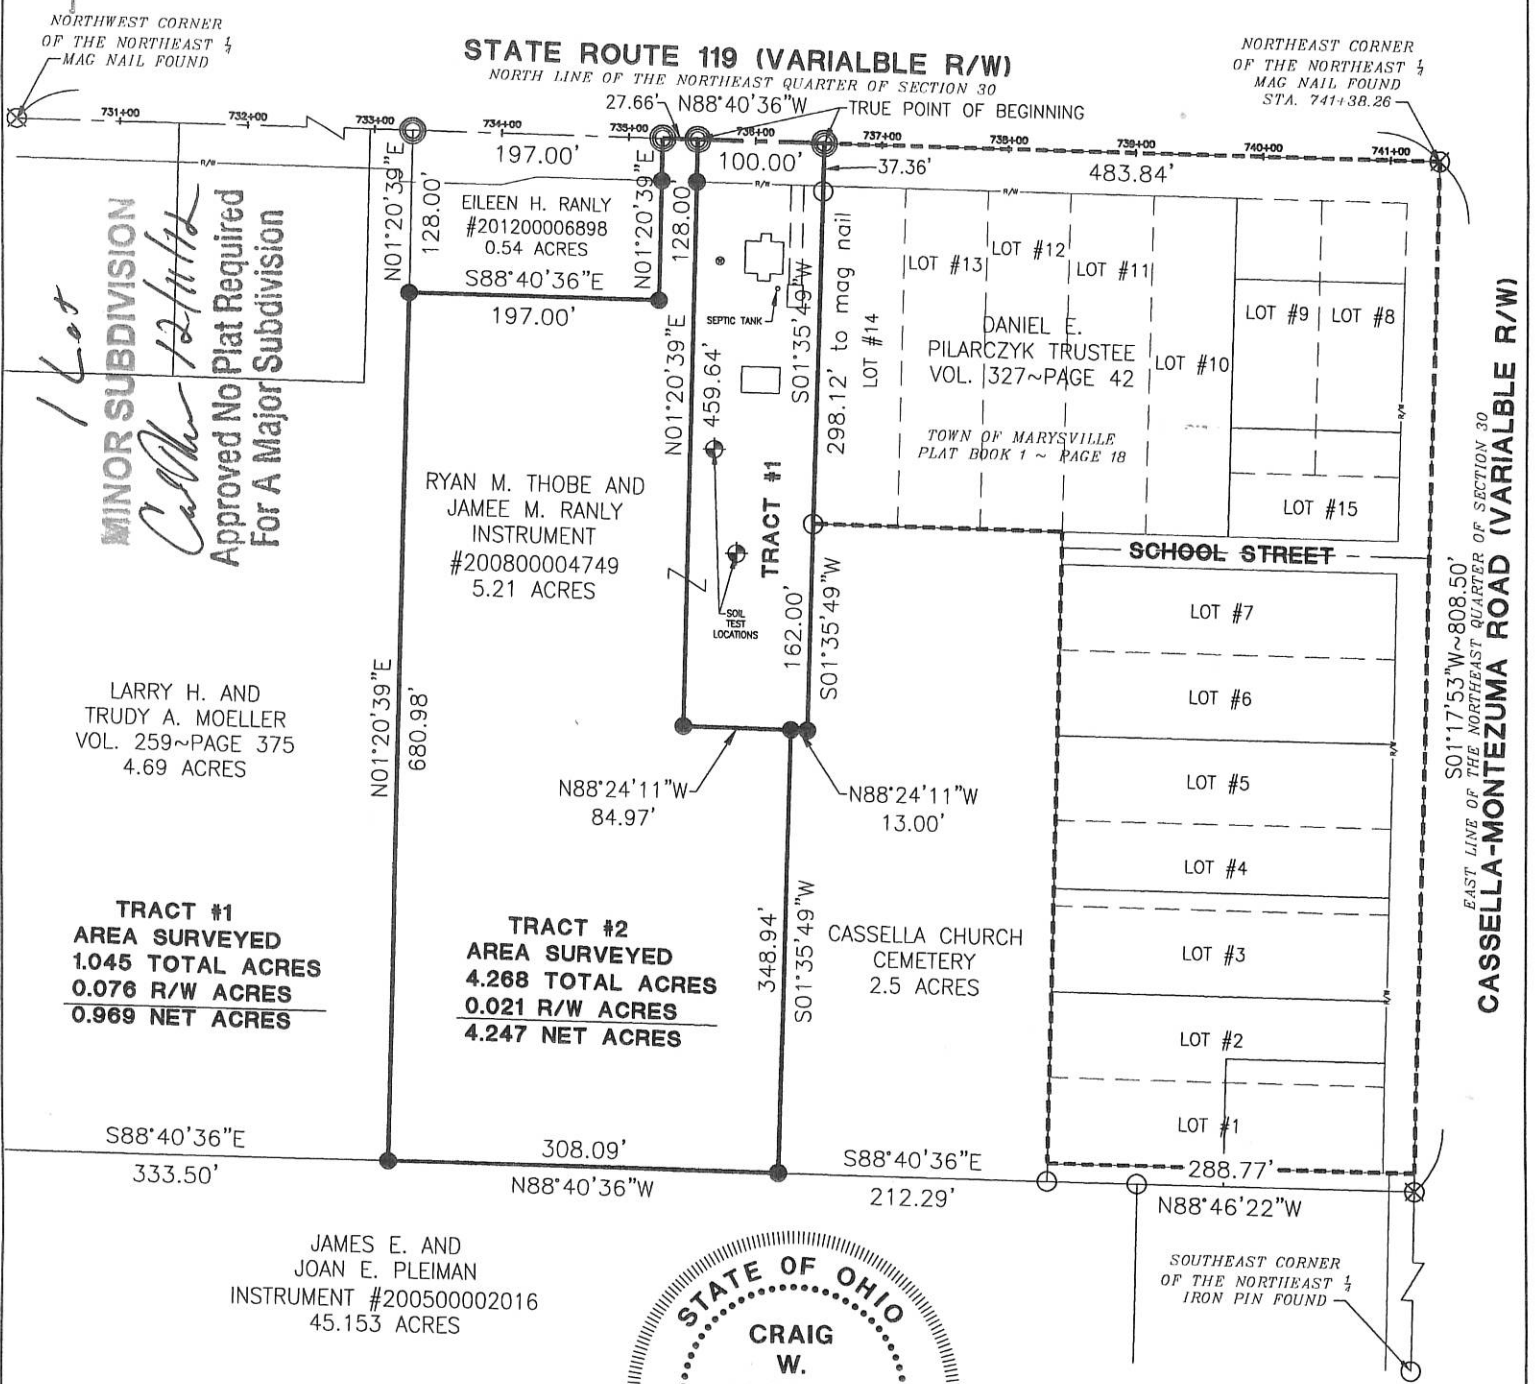 NORTHWEST CORNER
OF THE NORTHEAST 1/4
MAG NAIL FOUND
STATE ROUTE 119 (VARIALBLE R/W)
NORTH LINE OF THE NORTHEAST QUARTER OF SECTION 30
27.66' N88°40'36"W
TRUE POINT OF BEGINNING
NORTHEAST CORNER
OF THE NORTHEAST 1/4
MAG NAIL FOUND
STA. 741+38.26
731+00
732+00
733+00
734+00
735+00
736+00
737+00
738+00
739+00
740+00
741+00
197.00'
100.00'
37.36'
483.84'
R/W
R/W
R/W
N01°20'39"E
128.00'
EILEEN H. RANLY
#201200006898
0.54 ACRES
S88°40'36"E
197.00'
N01°20'39"E
128.00'
1 Lot
MINOR SUBDIVISION
12/11/12
Approved No Plat Required
For A Major Subdivision
SEPTIC TANK
N01°20'39"E
459.64'
S01°35'49"W
298.12' to mag nail
LOT #14
LOT #13
LOT #12
LOT #11
LOT #10
LOT #9
LOT #8
DANIEL E.
PILARCZYK TRUSTEE
VOL. 327~PAGE 42
TOWN OF MARYSVILLE
PLAT BOOK 1 ~ PAGE 18
LOT #15
R/W
SCHOOL STREET
RYAN M. THOBE AND
JAMEE M. RANLY
INSTRUMENT
#200800004749
5.21 ACRES
TRACT #1
SOIL
TEST
LOCATIONS
162.00'
S01°35'49"W
LOT #7
LOT #6
LOT #5
LOT #4
LOT #3
LOT #2
LOT #1
R/W
R/W
S01°17'53"W~808.50'
EAST LINE OF THE NORTHEAST QUARTER OF SECTION 30
CASSELLA-MONTEZUMA ROAD (VARIALBLE R/W)
LARRY H. AND
TRUDY A. MOELLER
VOL. 259~PAGE 375
4.69 ACRES
N01°20'39"E
680.98'
N88°24'11"W
84.97'
N88°24'11"W
13.00'
TRACT #1
AREA SURVEYED
1.045 TOTAL ACRES
0.076 R/W ACRES
0.969 NET ACRES
TRACT #2
AREA SURVEYED
4.268 TOTAL ACRES
0.021 R/W ACRES
4.247 NET ACRES
348.94'
S01°35'49"W
CASSELLA CHURCH
CEMETERY
2.5 ACRES
S88°40'36"E
333.50'
308.09'
N88°40'36"W
S88°40'36"E
212.29'
288.77'
N88°46'22"W
JAMES E. AND
JOAN E. PLEIMAN
INSTRUMENT #200500002016
45.153 ACRES
STATE OF OHIO
CRAIG
W.
SOUTHEAST CORNER
OF THE NORTHEAST 1/4
IRON PIN FOUND